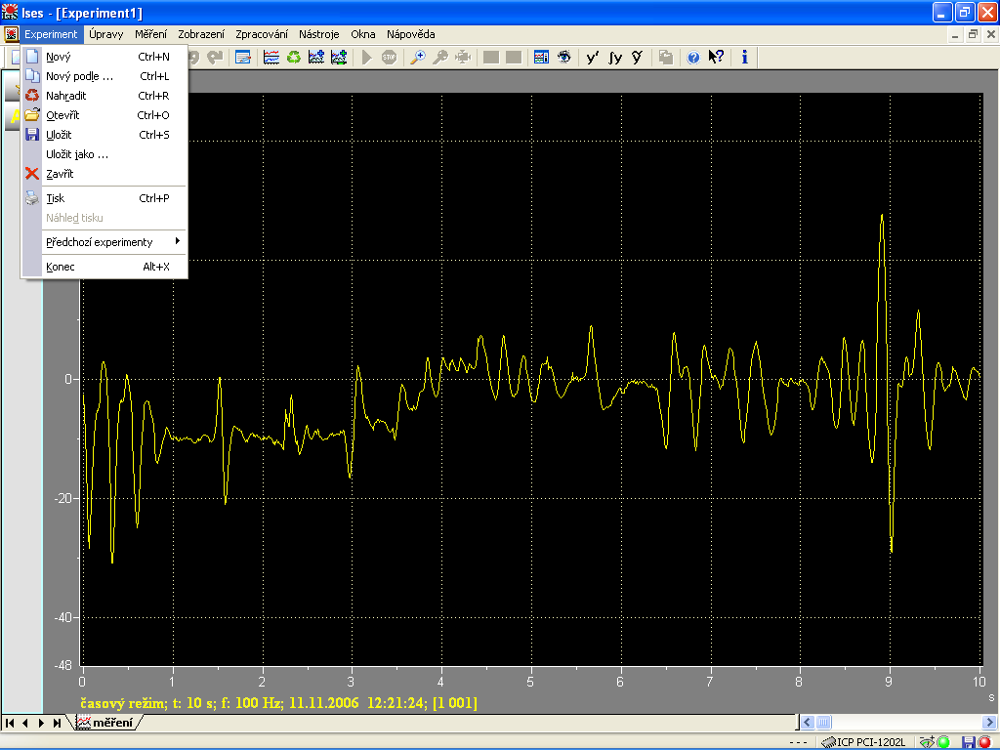 Ises - [Experiment1]
Experiment Úpravy Měření Zobrazení Zpracování Nástroje Okna Nápověda
Nový Ctrl+N
Nový podle ... Ctrl+L
Nahradit Ctrl+R
Otevřít Ctrl+O
Uložit Ctrl+S
Uložit jako ...
Zavřít
Tisk Ctrl+P
Náhled tisku
Předchozí experimenty
Konec Alt+X
STOP y' ∫y ŷ ? ? i
0
-20
-40
-48
0 1 2 3 4 5 6 7 8 9 10
s
časový režim; t: 10 s; f: 100 Hz; 11.11.2006 12:21:24; [1 001]
měření
- - - ICP PCI-1202L